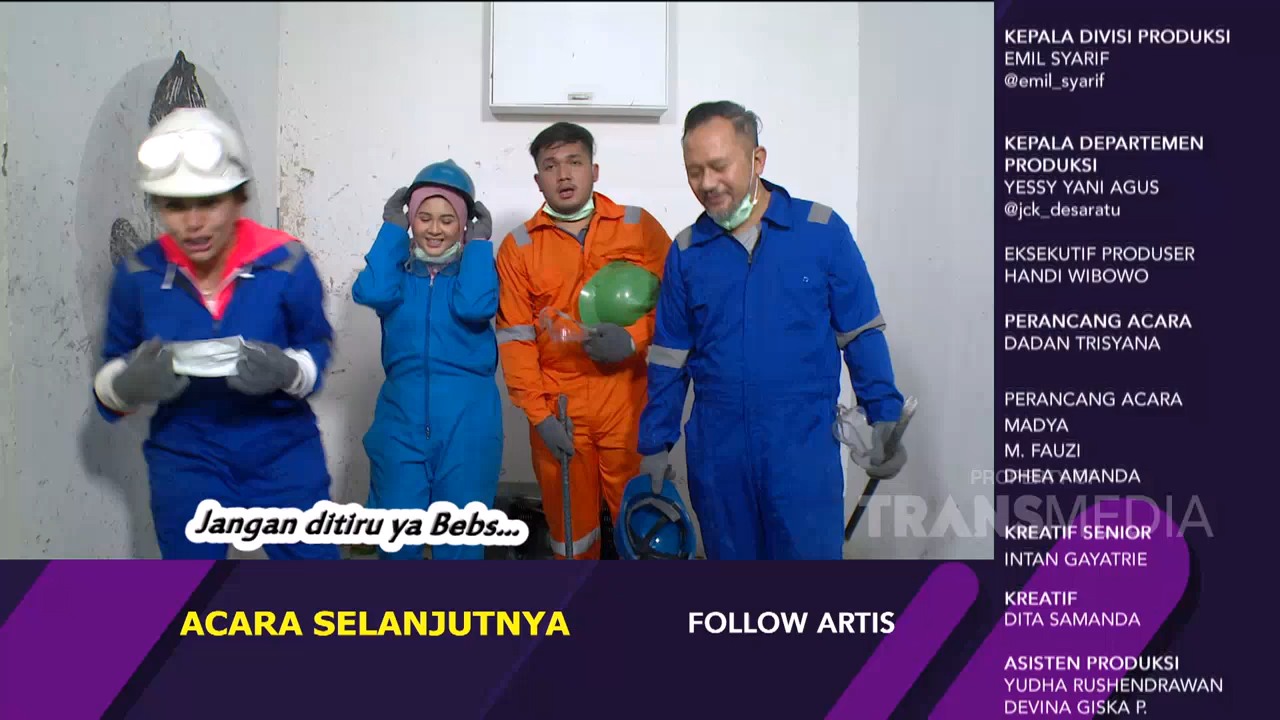 Jangan ditiru ya Bebs...
ACARA SELANJUTNYA
FOLLOW ARTIS
KEPALA DIVISI PRODUKSI
EMIL SYARIF
@emil_syarif
KEPALA DEPARTEMEN
PRODUKSI
YESSY YANI AGUS
@jck_desaratu
EKSEKUTIF PRODUSER
HANDI WIBOWO
PERANCANG ACARA
DADAN TRISYANA
PERANCANG ACARA
MADYA
M. FAUZI
DHEA AMANDA
TRANSMEDIA
KREATIF SENIOR
INTAN GAYATRIE
KREATIF
DITA SAMANDA
ASISTEN PRODUKSI
YUDHA RUSHENDRAWAN
DEVINA GISKA P.